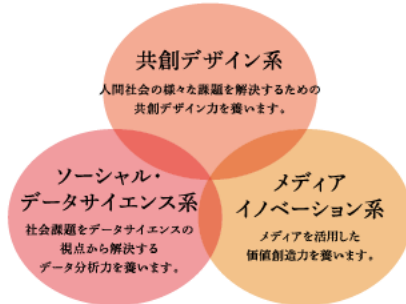 共創デザイン系
人間社会の様々な課題を解決するための
共創デザイン力を養います。
ソーシャル・
データサイエンス系
社会課題をデータサイエンスの
視点から解決する
データ分析力を養います。
メディア
イノベーション系
メディアを活用した
価値創造力を養います。